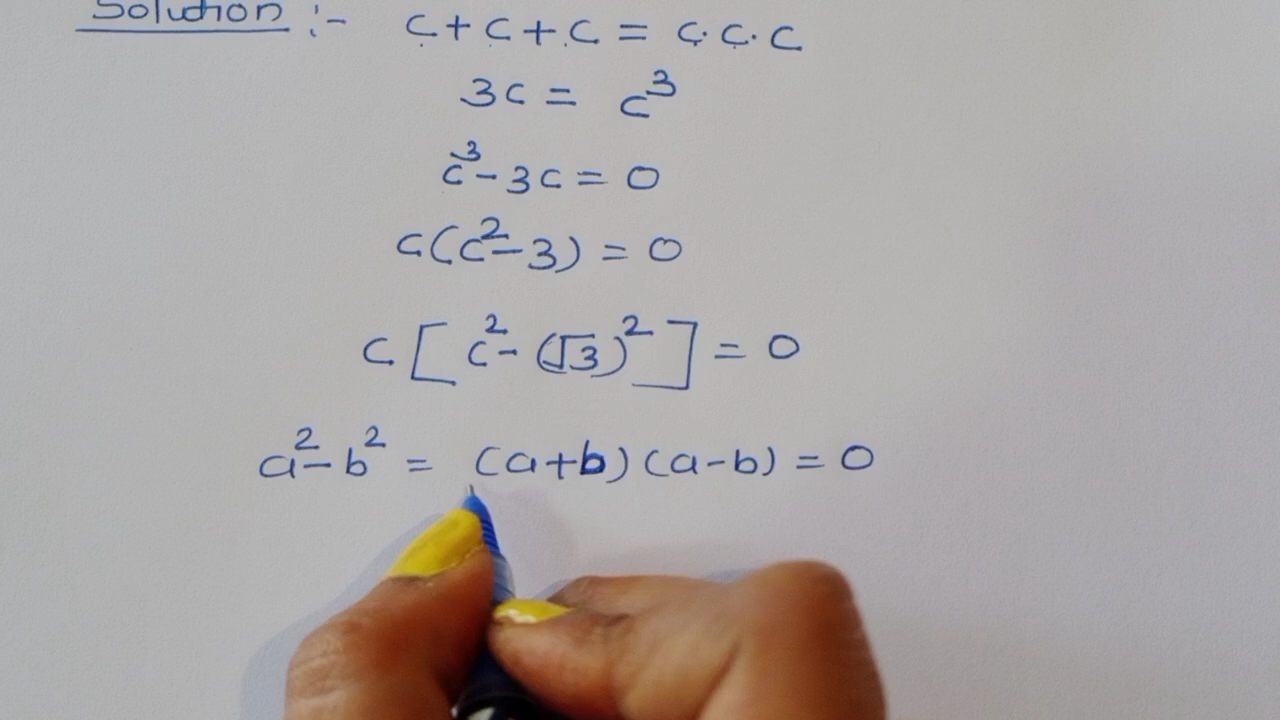 Solution :- c + c + c = c. c. c
3c = c³
c³ - 3c = 0
c(c² - 3) = 0
c [ c² - (√3)² ] = 0
a² - b² = (a+b) (a-b) = 0